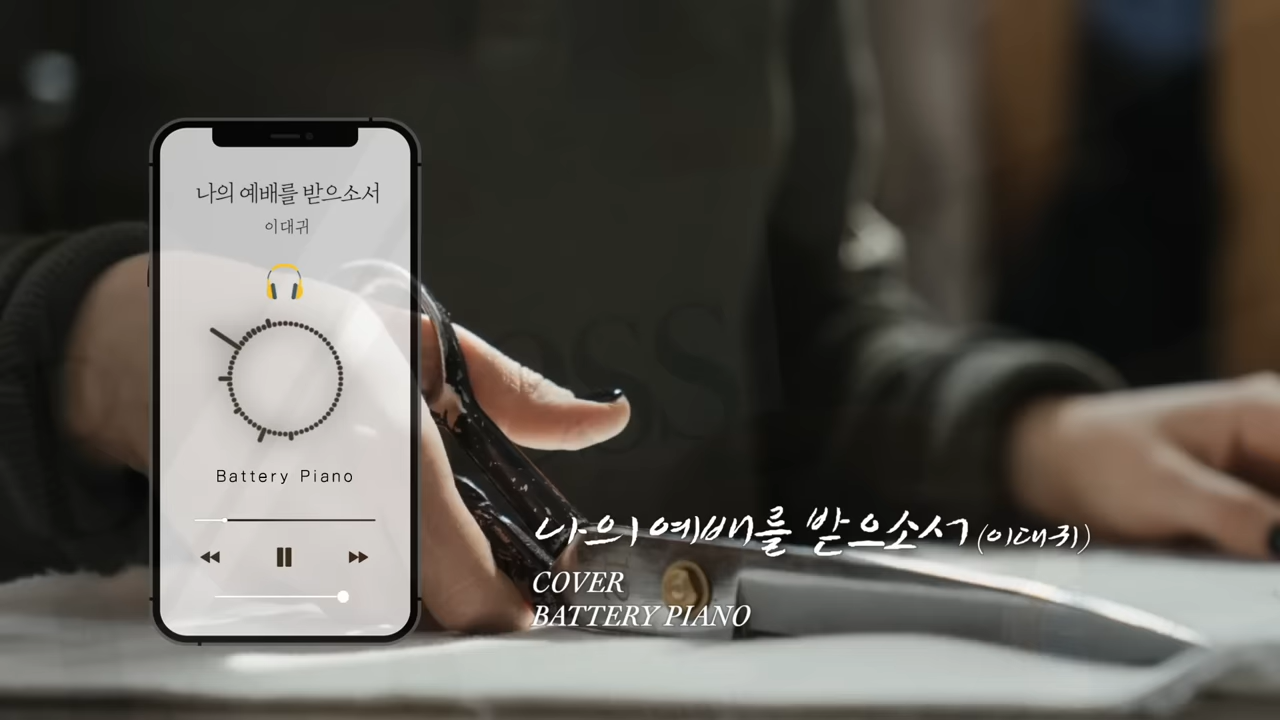 나의 예배를 받으소서
이대귀
Battery Piano
나의 예배를 받으소서 (이대귀)
COVER
BATTERY PIANO